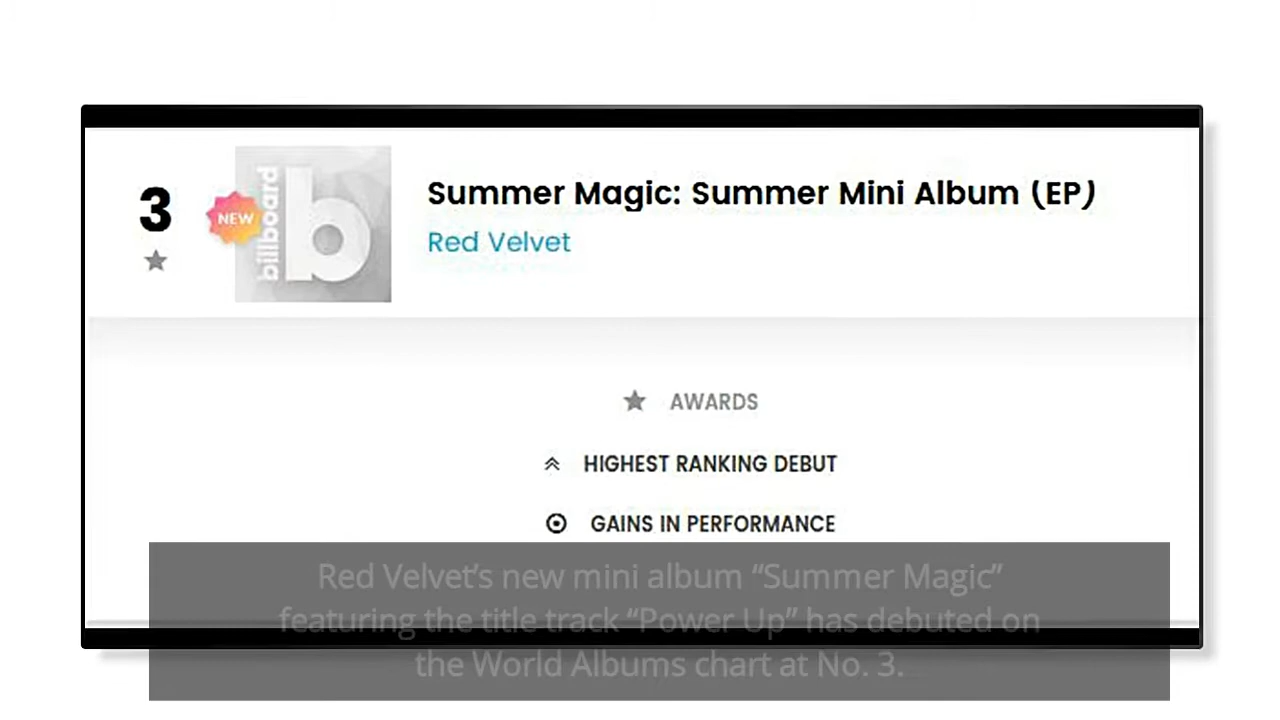 3
NEW
billboard
b
Summer Magic: Summer Mini Album (EP)
Red Velvet
AWARDS
HIGHEST RANKING DEBUT
GAINS IN PERFORMANCE
Red Velvet’s new mini album “Summer Magic”
featuring the title track “Power Up” has debuted on
the World Albums chart at No. 3.